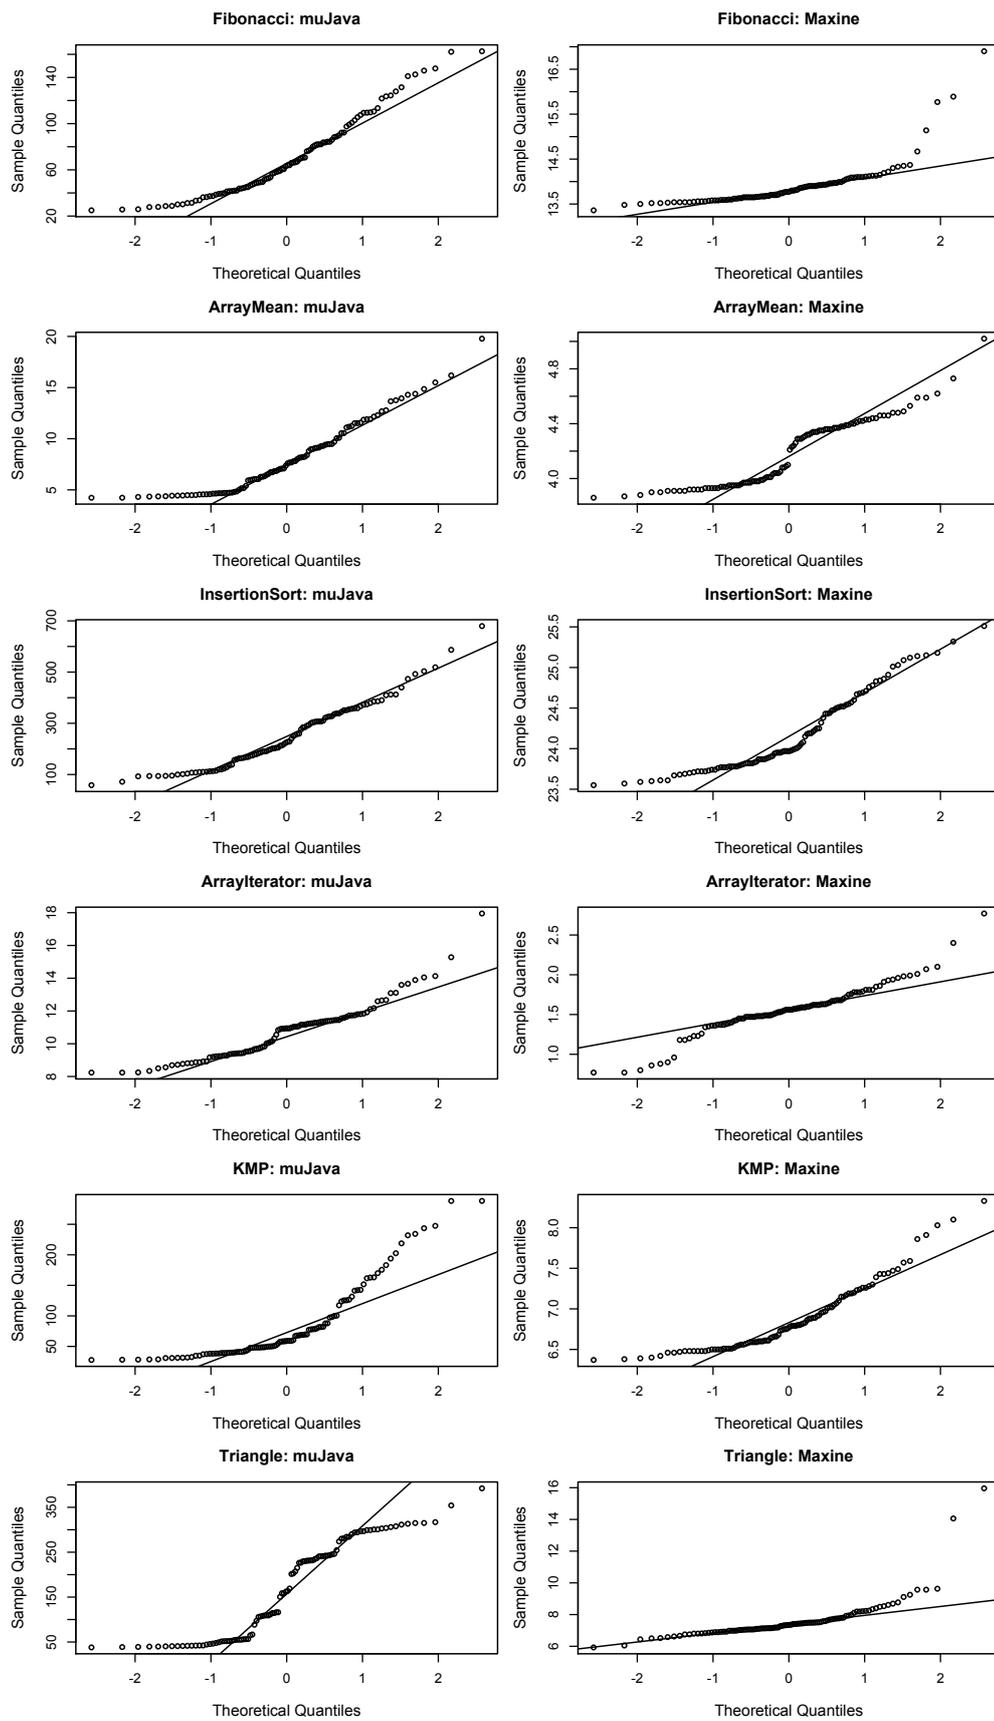 Fibonacci: muJava
Sample Quantiles
20 60 100 140
-2 -1 0 1 2
Theoretical Quantiles
Fibonacci: Maxine
Sample Quantiles
13.5 14.5 15.5 16.5
-2 -1 0 1 2
Theoretical Quantiles
ArrayMean: muJava
Sample Quantiles
5 10 15 20
-2 -1 0 1 2
Theoretical Quantiles
ArrayMean: Maxine
Sample Quantiles
4.0 4.4 4.8
-2 -1 0 1 2
Theoretical Quantiles
InsertionSort: muJava
Sample Quantiles
100 300 500 700
-2 -1 0 1 2
Theoretical Quantiles
InsertionSort: Maxine
Sample Quantiles
23.5 24.0 24.5 25.0 25.5
-2 -1 0 1 2
Theoretical Quantiles
ArrayIterator: muJava
Sample Quantiles
8 10 12 14 16 18
-2 -1 0 1 2
Theoretical Quantiles
ArrayIterator: Maxine
Sample Quantiles
1.0 1.5 2.0 2.5
-2 -1 0 1 2
Theoretical Quantiles
KMP: muJava
Sample Quantiles
50 100 200
-2 -1 0 1 2
Theoretical Quantiles
KMP: Maxine
Sample Quantiles
6.5 7.0 7.5 8.0
-2 -1 0 1 2
Theoretical Quantiles
Triangle: muJava
Sample Quantiles
50 150 250 350
-2 -1 0 1 2
Theoretical Quantiles
Triangle: Maxine
Sample Quantiles
6 8 10 12 14 16
-2 -1 0 1 2
Theoretical Quantiles